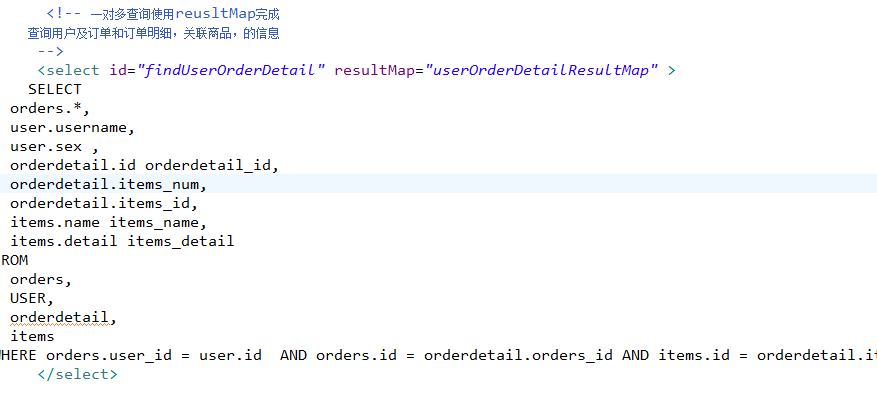 <!-- 一对多查询使用reusltMap完成
查询用户及订单和订单明细，关联商品，的信息
-->
<select id="findUserOrderDetail" resultMap="userOrderDetailResultMap" >
SELECT
orders.*,
user.username,
user.sex ,
orderdetail.id orderdetail_id,
orderdetail.items_num,
orderdetail.items_id,
items.name items_name,
items.detail items_detail
ROM
orders,
USER,
orderdetail,
items
WHERE orders.user_id = user.id  AND orders.id = orderdetail.orders_id AND items.id = orderdetail.it
</select>